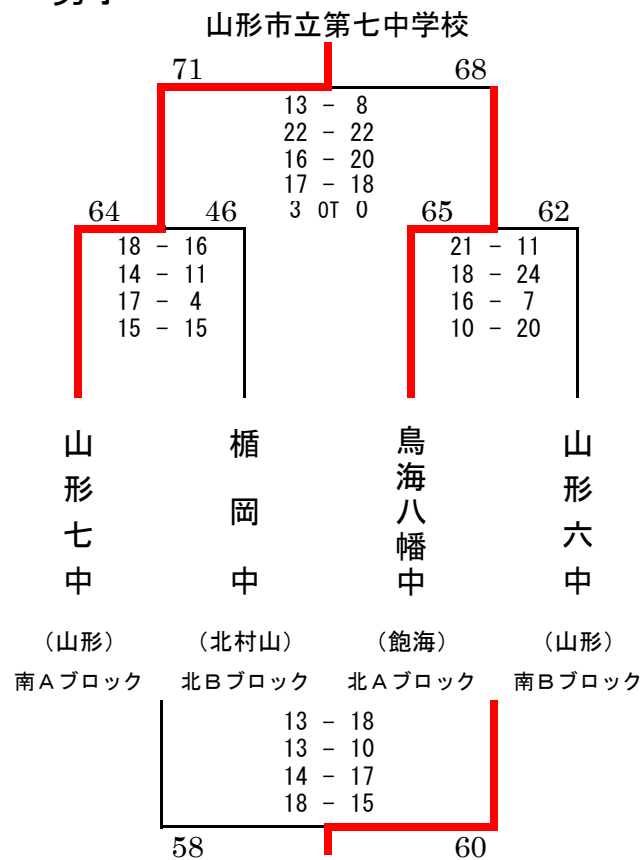 山形市立第七中学校
71 68
13 - 8
22 - 22
16 - 20
17 - 18
3 OT 0
64 46 65 62
18 - 16 21 - 11
14 - 11 18 - 24
17 - 4 16 - 7
15 - 15 10 - 20
山形七中 楯岡中 鳥海八幡中 山形六中
(山形) (北村山) (飽海) (山形)
南Aブロック 北Bブロック 北Aブロック 南Bブロック
13 - 18
13 - 10
14 - 17
18 - 15
58 60